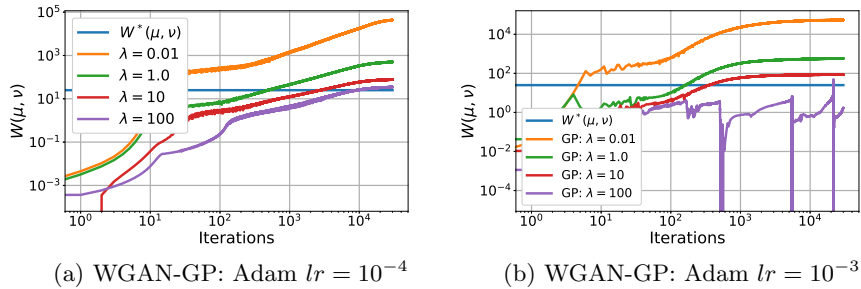 10^5
10^3
10^1
10^{-1}
10^{-3}
W(μ, ν)
W^*(μ, ν)
λ = 0.01
λ = 1.0
λ = 10
λ = 100
10^0
10^1
10^2
10^3
10^4
Iterations
(a) WGAN-GP: Adam lr = 10^{-4}
10^4
10^2
10^0
10^{-2}
10^{-4}
W(μ, ν)
W^*(μ, ν)
GP: λ = 0.01
GP: λ = 1.0
GP: λ = 10
GP: λ = 100
10^0
10^1
10^2
10^3
10^4
Iterations
(b) WGAN-GP: Adam lr = 10^{-3}